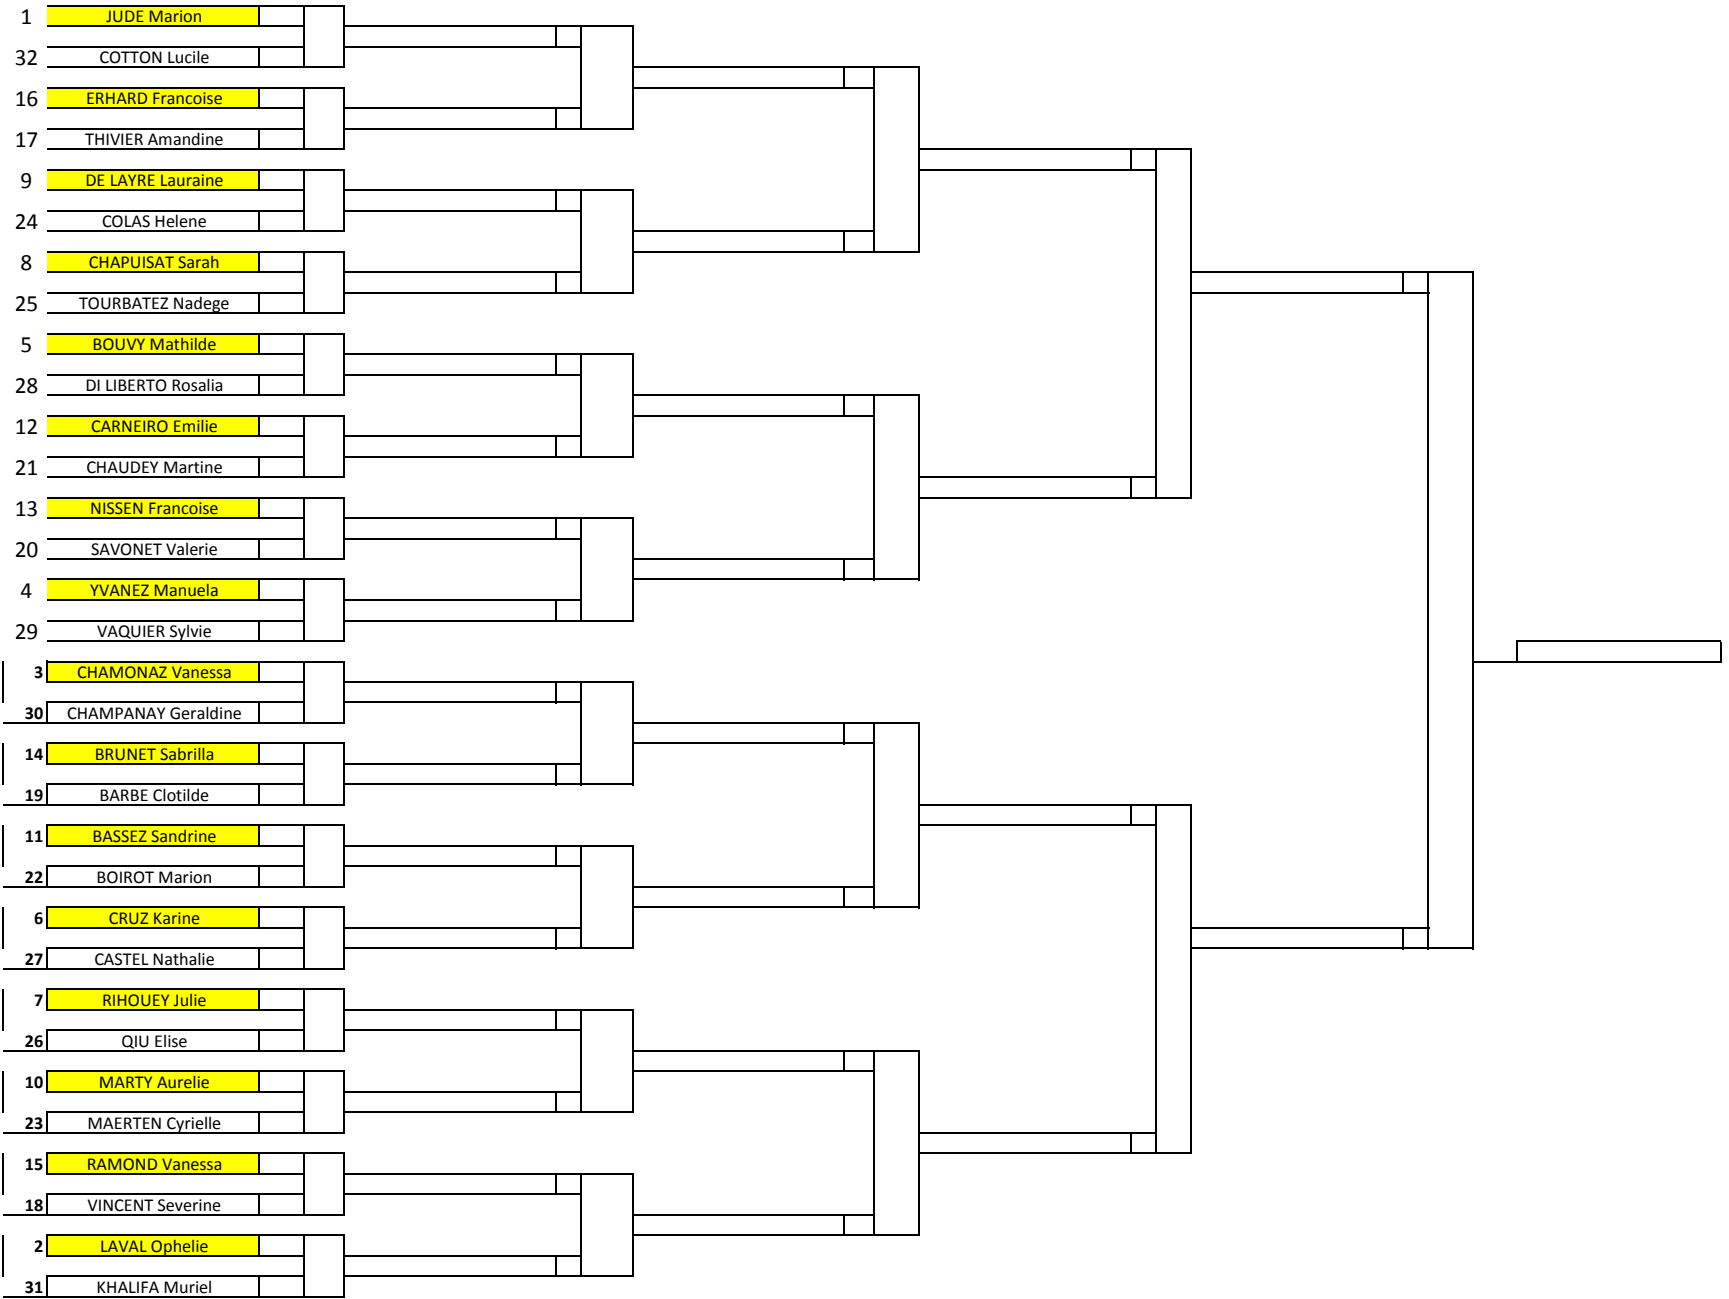 1 JUDE Marion
32 COTTON Lucile
16 ERHARD Francoise
17 THIVIER Amandine
9 DE LAYRE Lauraine
24 COLAS Helene
8 CHAPUISAT Sarah
25 TOURBATEZ Nadege
5 BOUVY Mathilde
28 DI LIBERTO Rosalia
12 CARNEIRO Emilie
21 CHAUDEY Martine
13 NISSEN Francoise
20 SAVONET Valerie
4 YVANEZ Manuela
29 VAQUIER Sylvie
3 CHAMONAZ Vanessa
30 CHAMPANAY Geraldine
14 BRUNET Sabrilla
19 BARBE Clotilde
11 BASSEZ Sandrine
22 BOIROT Marion
6 CRUZ Karine
27 CASTEL Nathalie
7 RIHOUEY Julie
26 QIU Elise
10 MARTY Aurelie
23 MAERTEN Cyrielle
15 RAMOND Vanessa
18 VINCENT Severine
2 LAVAL Ophelie
31 KHALIFA Muriel